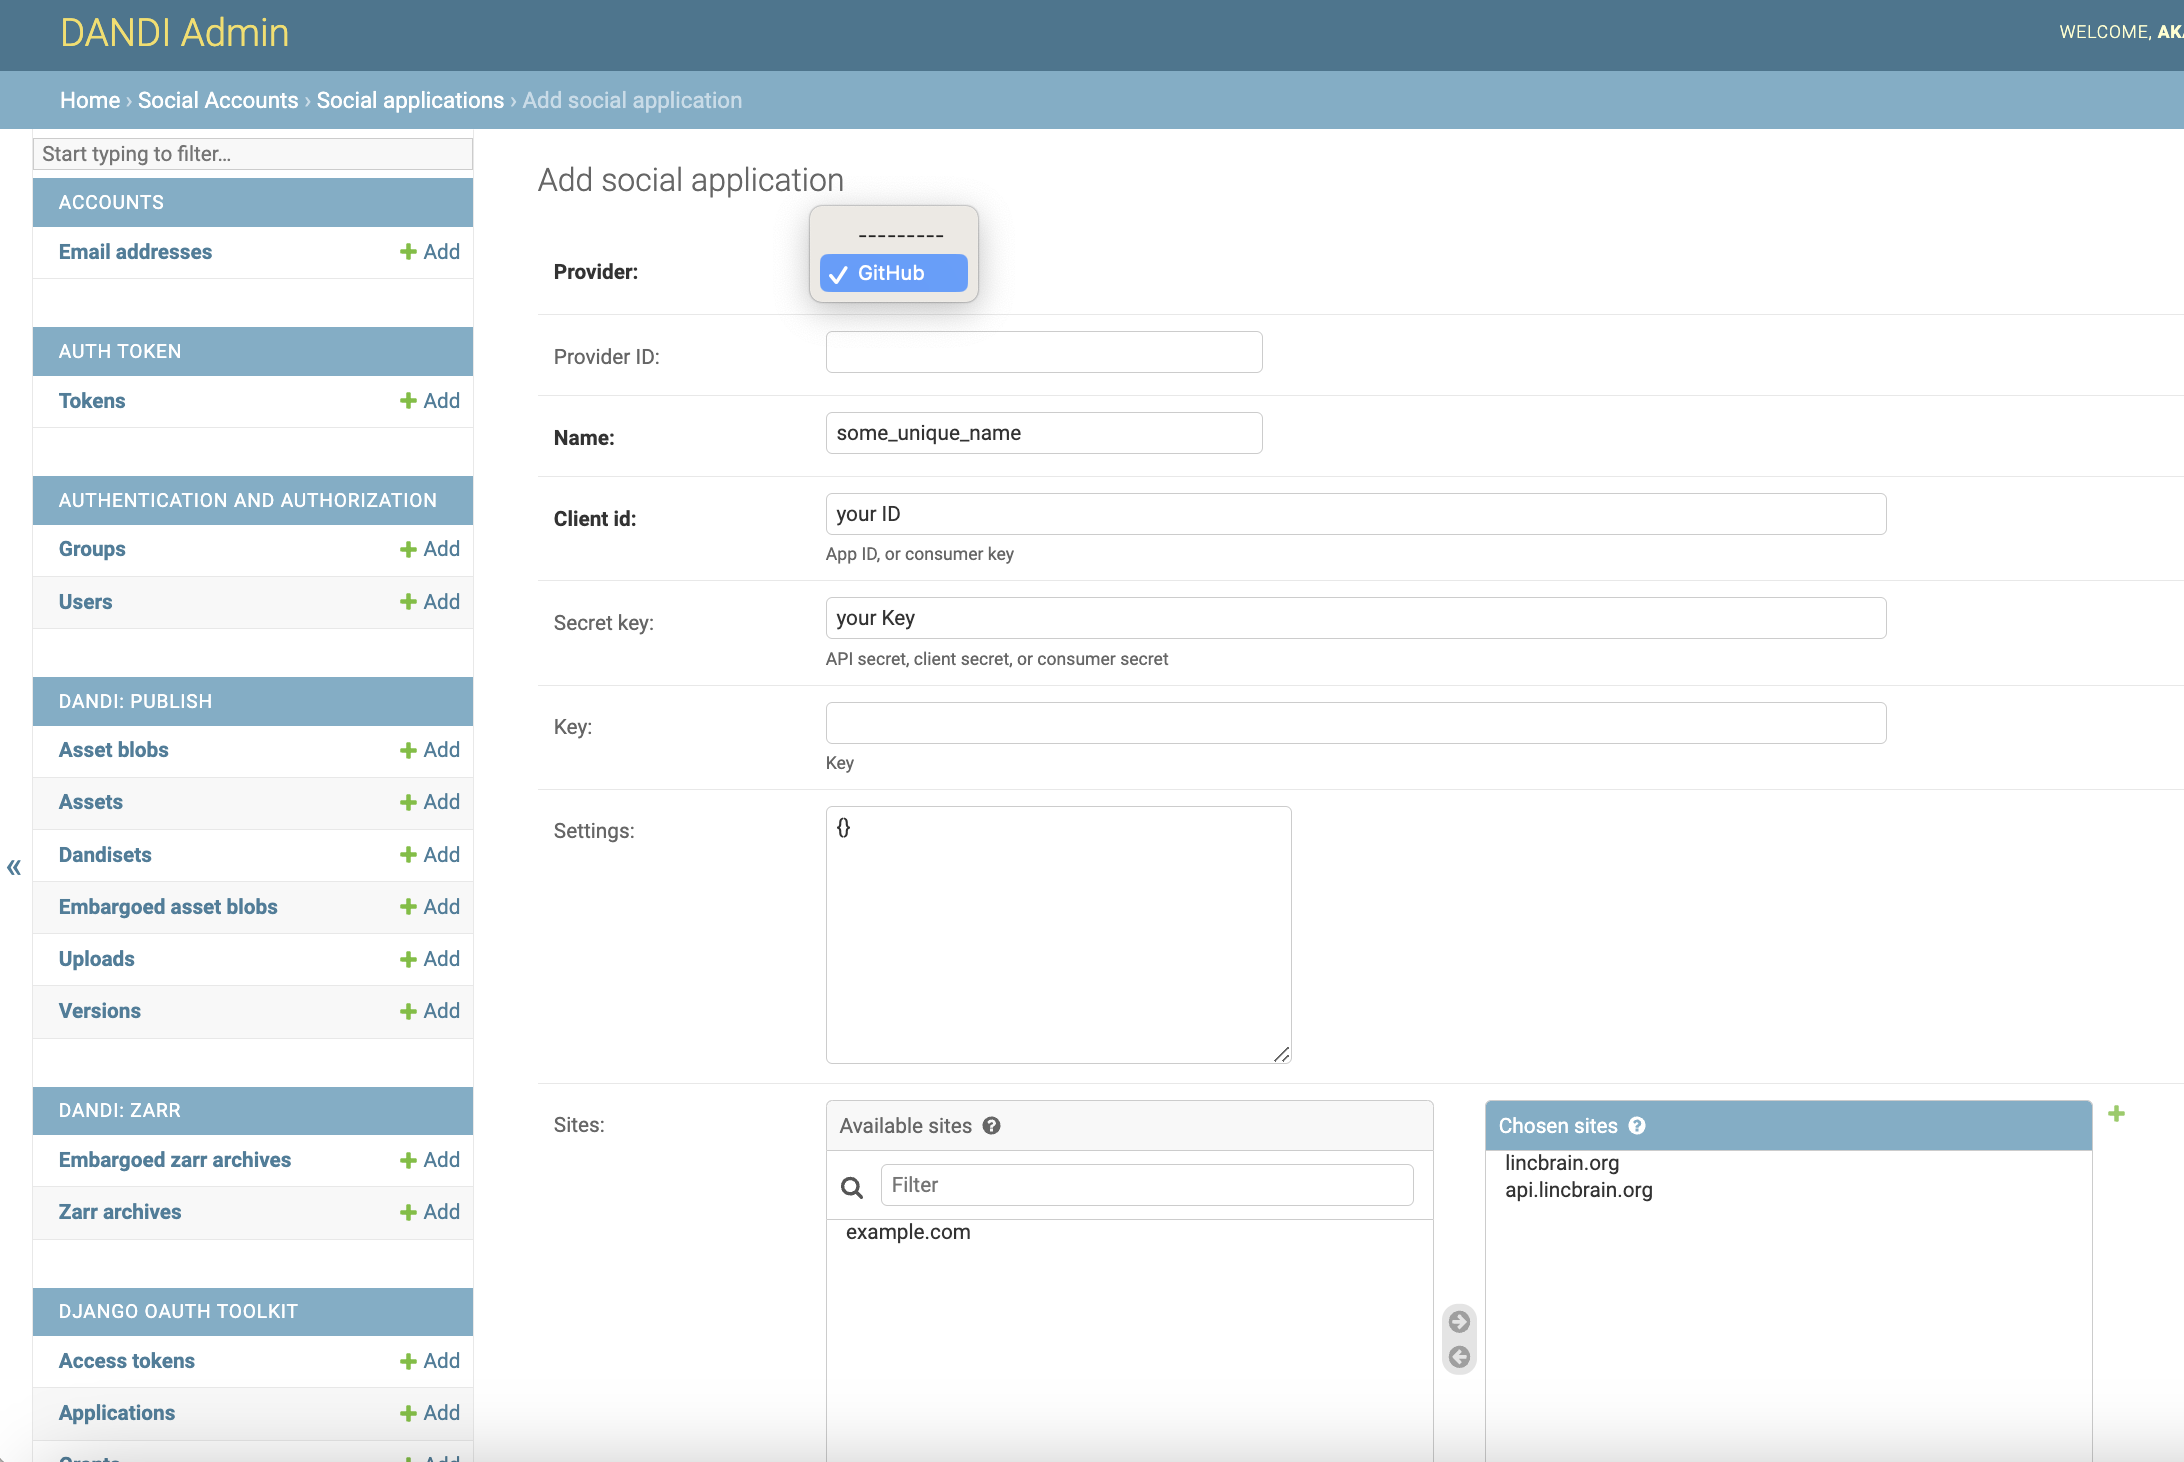 DANDI Admin
WELCOME, AKA
Home › Social Accounts › Social applications › Add social application
Start typing to filter...
ACCOUNTS
Email addresses
Add
AUTH TOKEN
Tokens
Add
AUTHENTICATION AND AUTHORIZATION
Groups
Add
Users
Add
DANDI: PUBLISH
Asset blobs
Add
Assets
Add
Dandisets
Add
Embargoed asset blobs
Add
Uploads
Add
Versions
Add
DANDI: ZARR
Embargoed zarr archives
Add
Zarr archives
Add
DJANGO OAUTH TOOLKIT
Access tokens
Add
Applications
Add
Add social application
Provider:
---------
GitHub
Provider ID:
Name:
some_unique_name
Client id:
your ID
App ID, or consumer key
Secret key:
your Key
API secret, client secret, or consumer secret
Key:
Key
Settings:
{}
Sites:
Available sites
Filter
example.com
Chosen sites
lincbrain.org
api.lincbrain.org